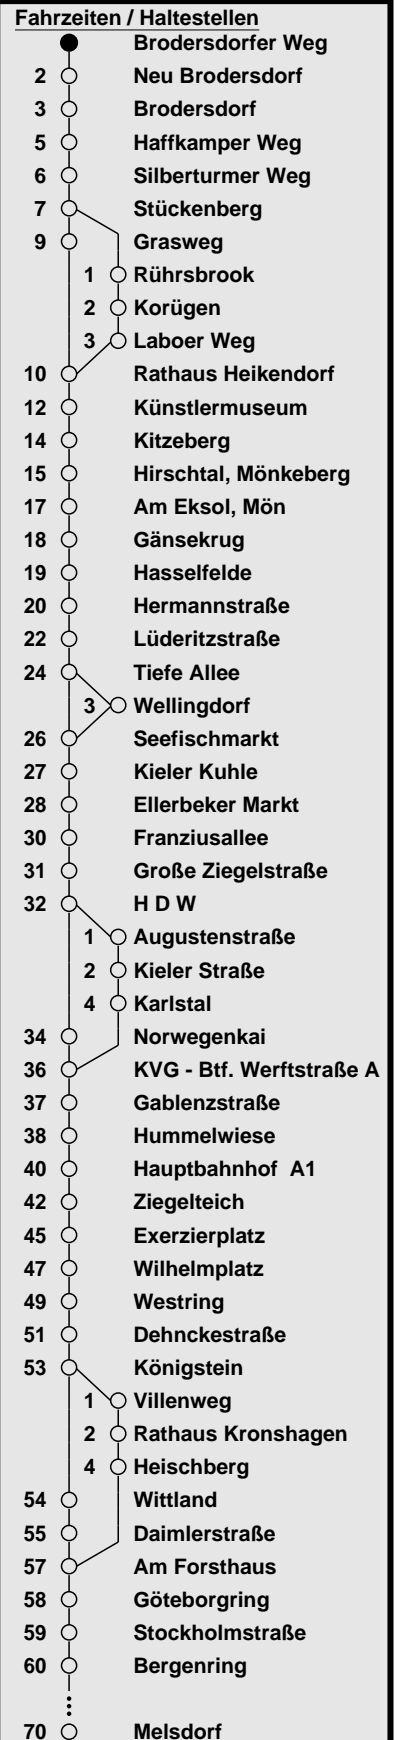 Fahrzeiten / Haltestellen
Brodersdorfer Weg
2 Neu Brodersdorf
3 Brodersdorf
5 Haffkamper Weg
6 Silberturmer Weg
7 Stückenberg
9 Grasweg
1 Rührsbrook
2 Korügen
3 Laboer Weg
10 Rathaus Heikendorf
12 Künstlermuseum
14 Kitzeberg
15 Hirschtal, Mönkeberg
17 Am Eksol, Mön
18 Gänsekrug
19 Hasselfelde
20 Hermannstraße
22 Lüderitzstraße
24 Tiefe Allee
3 Wellingdorf
26 Seefischmarkt
27 Kieler Kuhle
28 Ellerbeker Markt
30 Franziusallee
31 Große Ziegelstraße
32 H D W
1 Augustenstraße
2 Kieler Straße
4 Karlstal
34 Norwegenkai
36 KVG - Btf. Werftstraße A
37 Gablenzstraße
38 Hummelwiese
40 Hauptbahnhof A1
42 Ziegelteich
45 Exerzierplatz
47 Wilhelmplatz
49 Westring
51 Dehnckestraße
53 Königstein
1 Villenweg
2 Rathaus Kronshagen
4 Heischberg
54 Wittland
55 Daimlerstraße
57 Am Forsthaus
58 Göteborgring
59 Stockholmstraße
60 Bergenring
70 Melsdorf